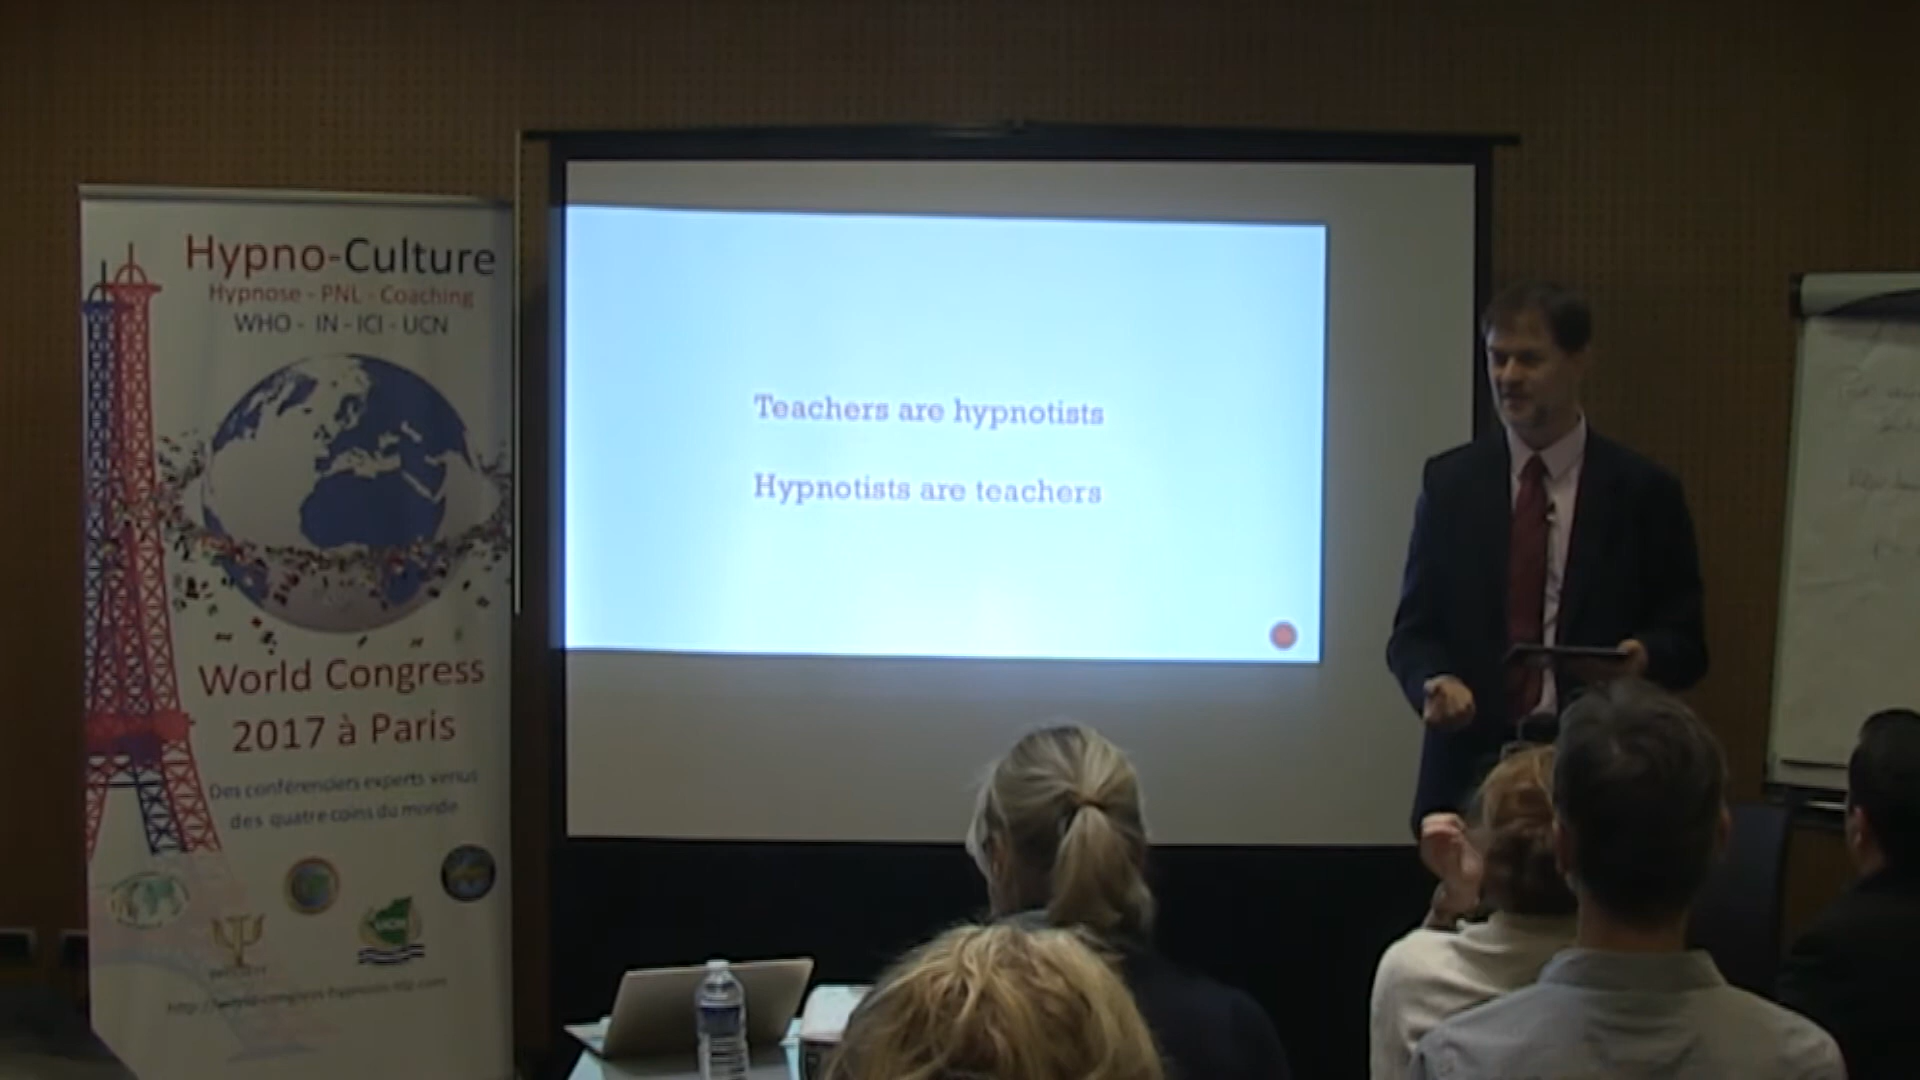 Hypno-Culture
Hypnose - PNL - Coaching
WHO - IN - ICI - UCN
World Congress
2017 à Paris
Des conférenciers experts venus
des quatre coins du monde
Teachers are hypnotists
Hypnotists are teachers